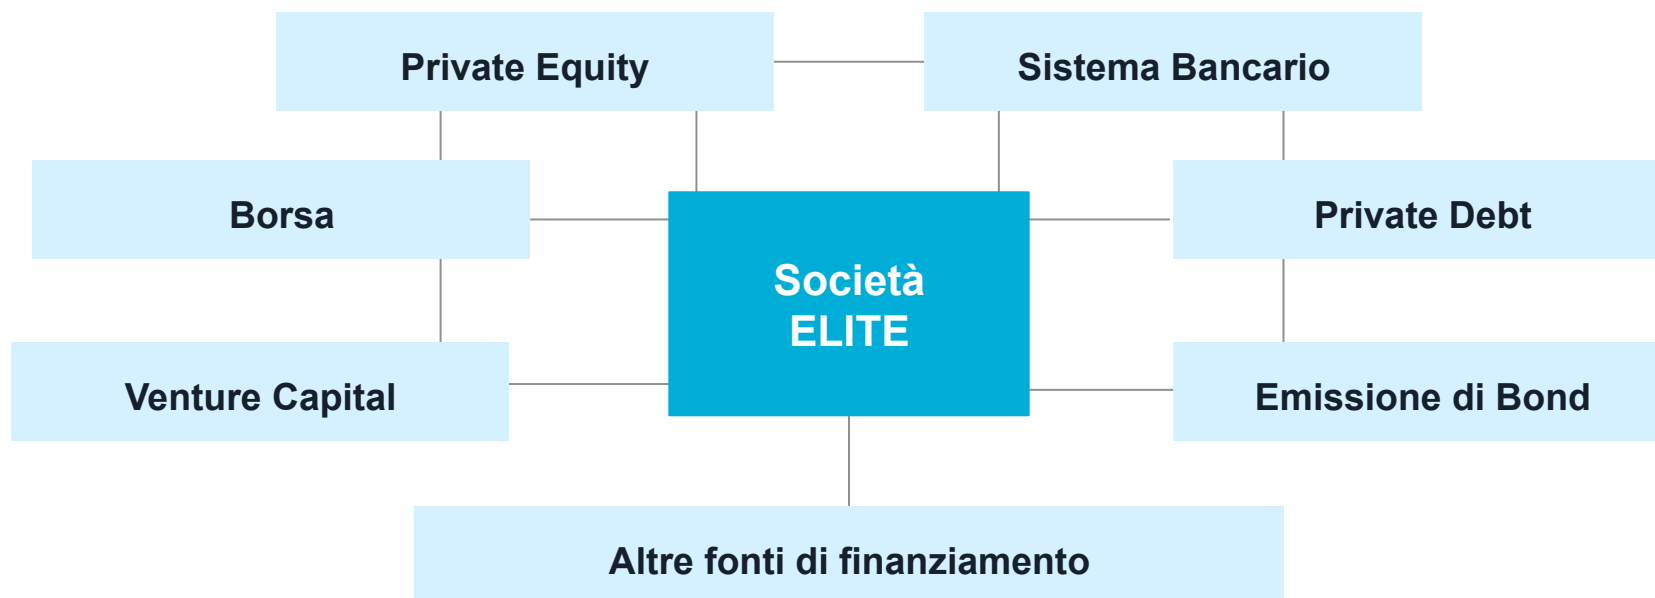 Private Equity
Sistema Bancario
Borsa
Private Debt
Società
ELITE
Venture Capital
Emissione di Bond
Altre fonti di finanziamento